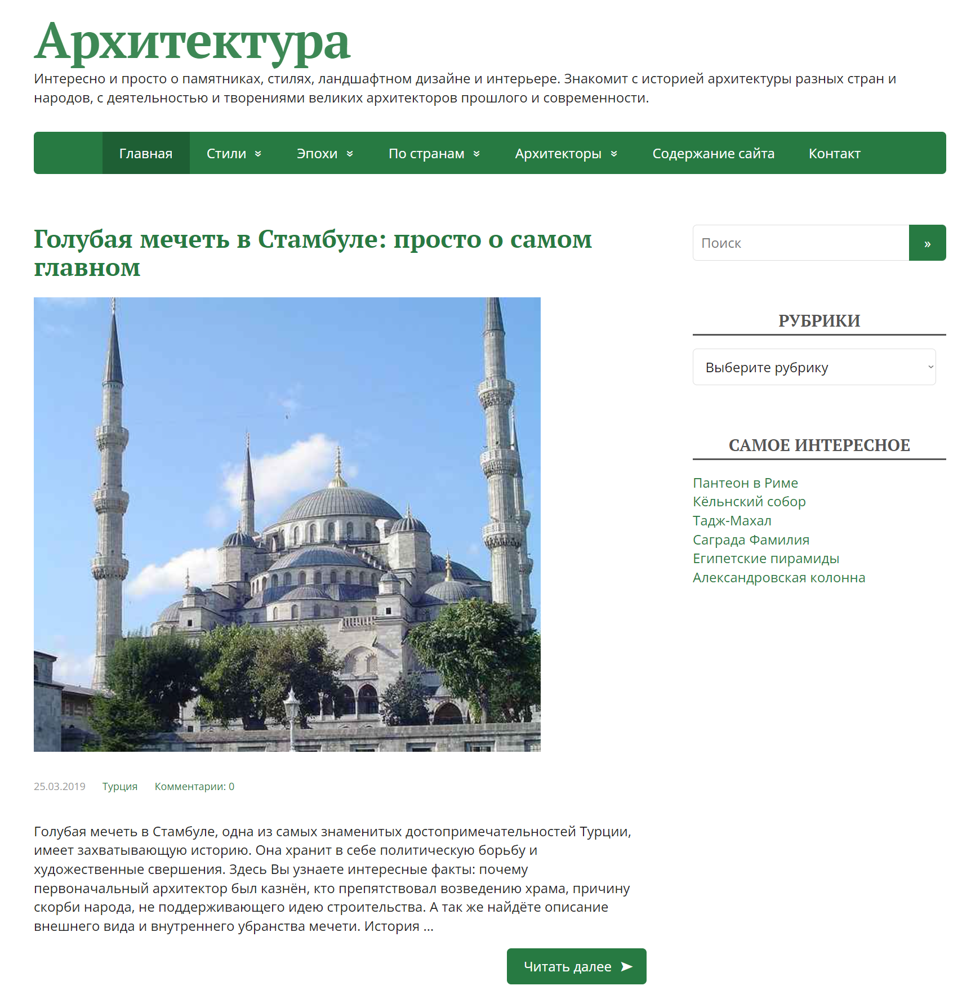 Архитектура
Интересно и просто о памятниках, стилях, ландшафтном дизайне и интерьере. Знакомит с историей архитектуры разных стран и
народов, с деятельностью и творениями великих архитекторов прошлого и современности.
Главная Стили Эпохи По странам Архитекторы Содержание сайта Контакт
Голубая мечеть в Стамбуле: просто о самом
главном
25.03.2019 Турция Комментарии: 0
Голубая мечеть в Стамбуле, одна из самых знаменитых достопримечательностей Турции,
имеет захватывающую историю. Она хранит в себе политическую борьбу и
художественные свершения. Здесь Вы узнаете интересные факты: почему
первоначальный архитектор был казнён, кто препятствовал возведению храма, причину
скорби народа, не поддерживающего идею строительства. А так же найдёте описание
внешнего вида и внутреннего убранства мечети. История ...
Читать далее
Поиск »
РУБРИКИ
Выберите рубрику
САМОЕ ИНТЕРЕСНОЕ
Пантеон в Риме
Кёльнский собор
Тадж-Махал
Саграда Фамилия
Египетские пирамиды
Александровская колонна